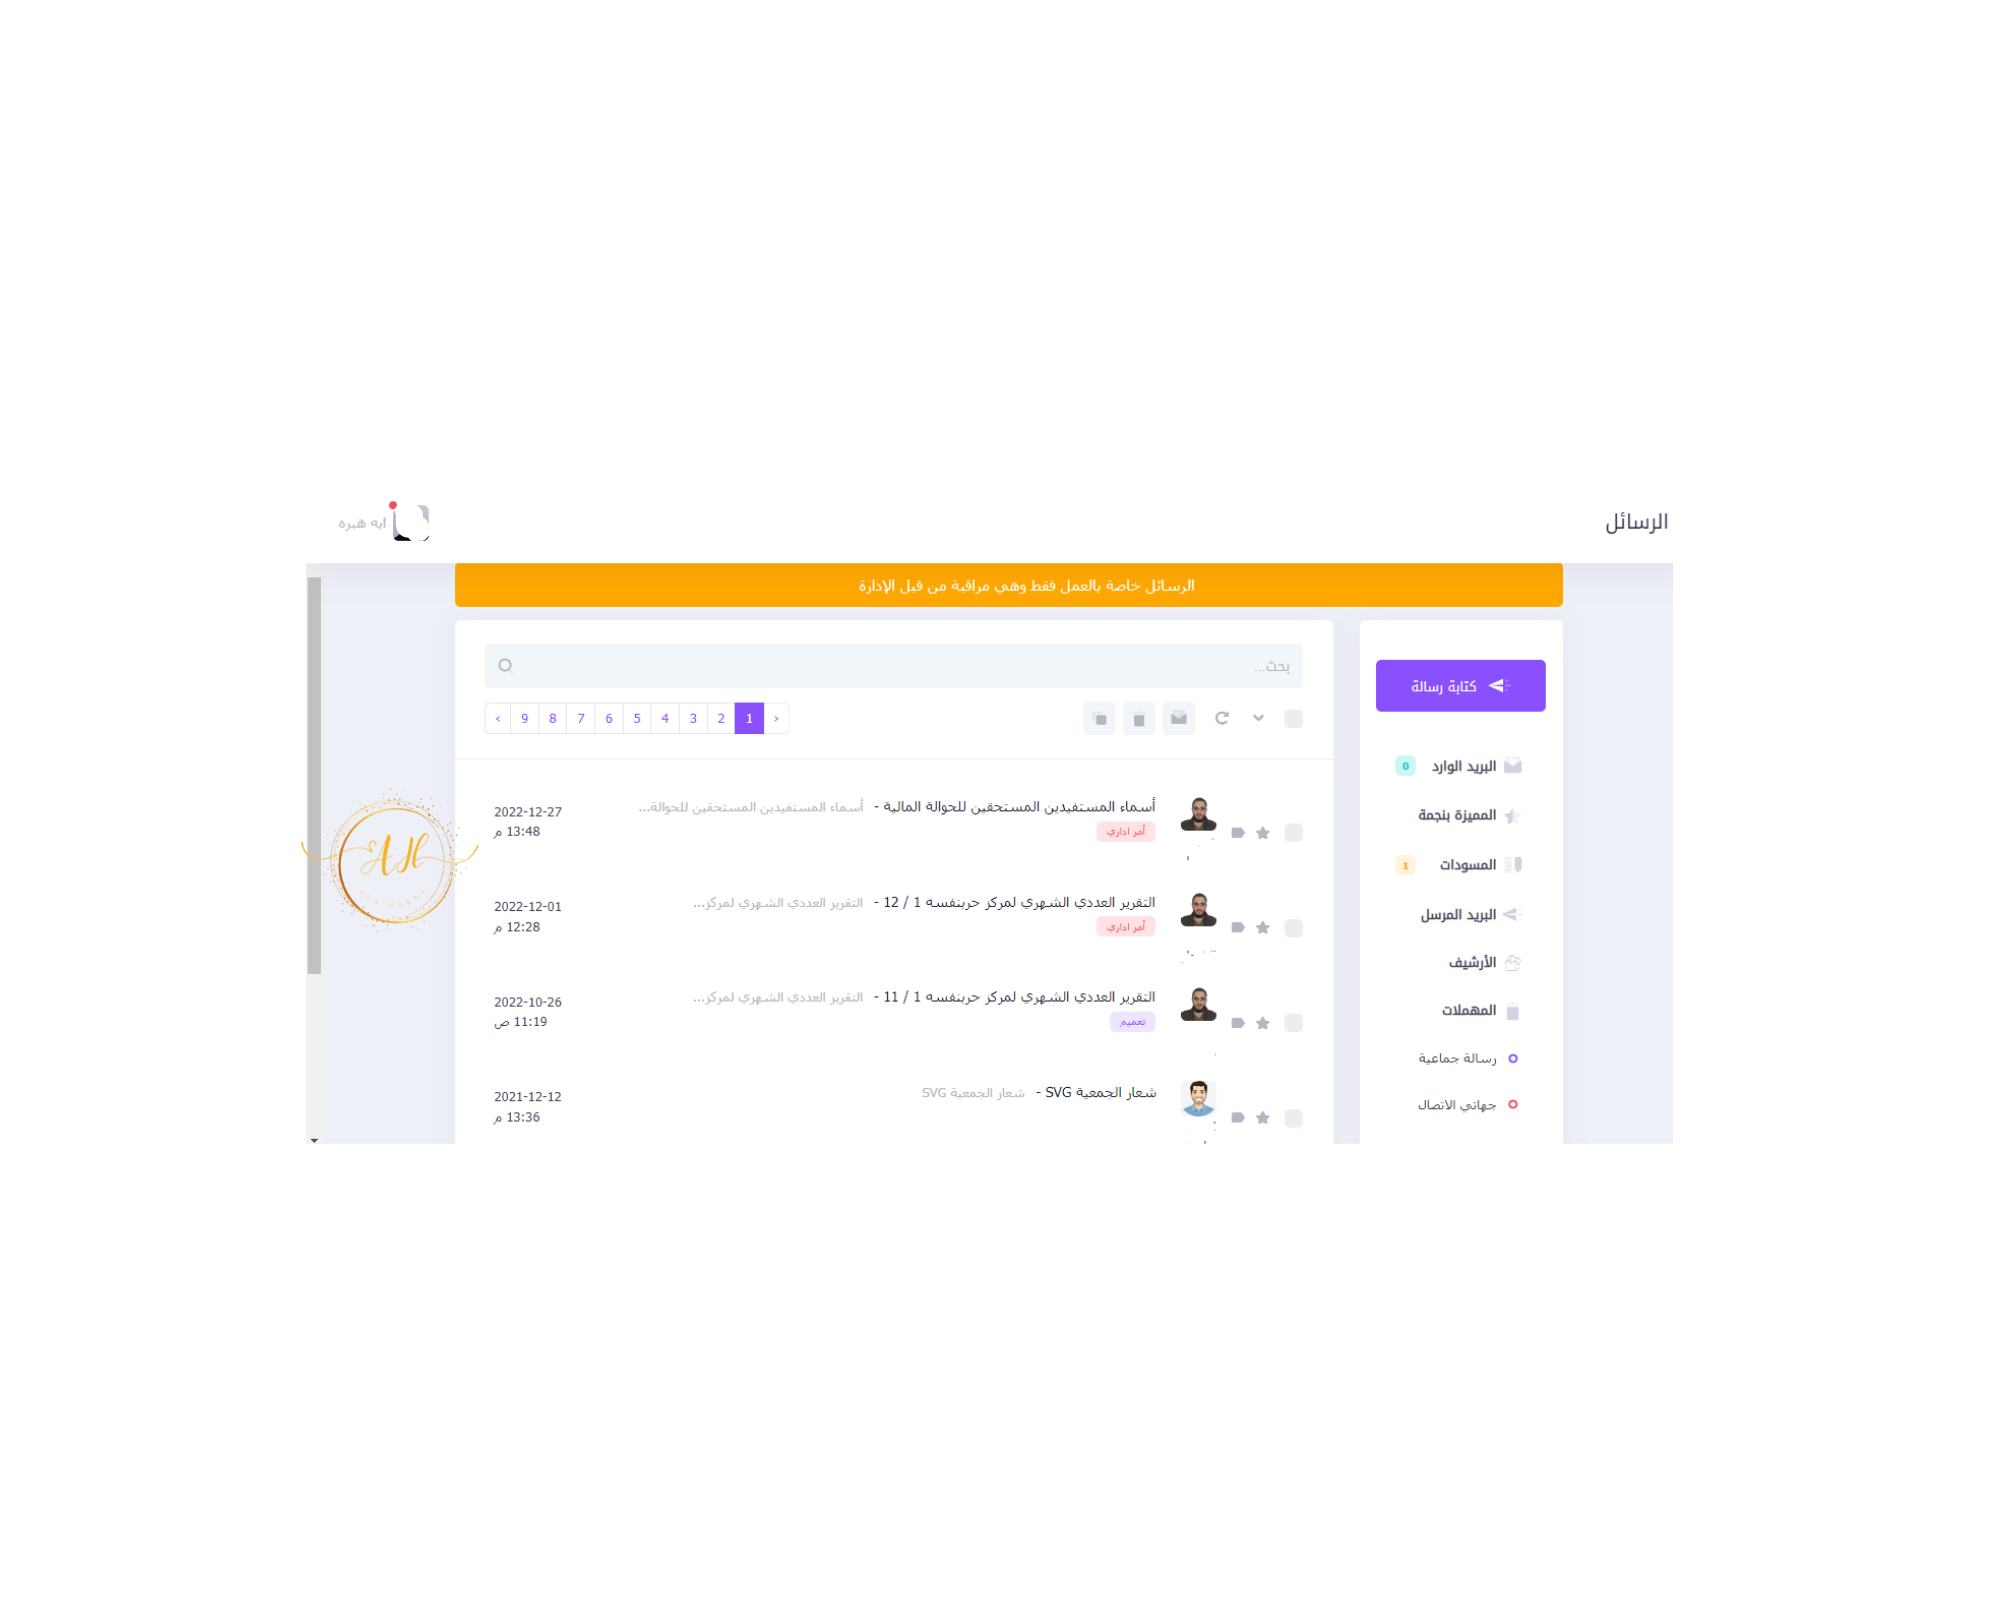 الرسائل
ايه هبره
الرسائل خاصة بالعمل فقط وهي مراقبة من قبل الإدارة
كتابة رسالة
البريد الوارد 0
المميزة بنجمة
المسودات 1
البريد المرسل
الأرشيف
المهملات
رسالة جماعية
جهاتي الاتصال
بحث...
‹ 1 2 3 4 5 6 7 8 9 ›
أسماء المستفيدين المستحقين للحوالة المالية - أسماء المستفيدين المستحقين للحوالة...
أمر اداري
2022-12-27
13:48 م
التقرير العددي الشهري لمركز حربنفسه 1 / 12 - التقرير العددي الشهري لمركز...
أمر اداري
2022-12-01
12:28 م
التقرير العددي الشهري لمركز حربنفسه 1 / 11 - التقرير العددي الشهري لمركز...
تعميم
2022-10-26
11:19 ص
شعار الجمعية SVG - شعار الجمعية SVG
2021-12-12
13:36 م
AH